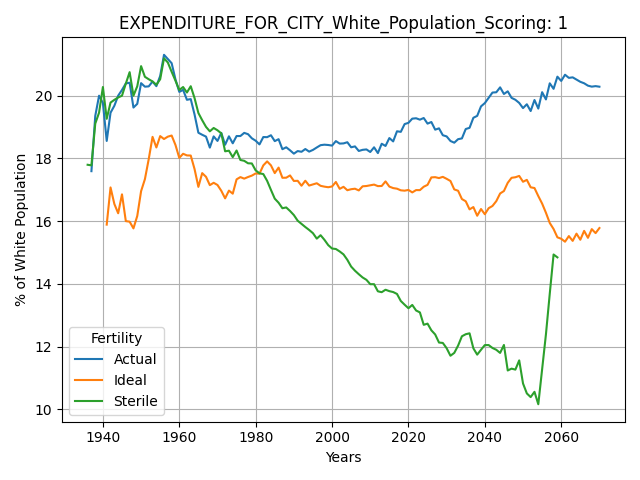 EXPENDITURE_FOR_CITY_White_Population_Scoring: 1
% of White Population
20
18
16
14
12
10
Fertility
Actual
Ideal
Sterile
1940 1960 1980 2000 2020 2040 2060
Years